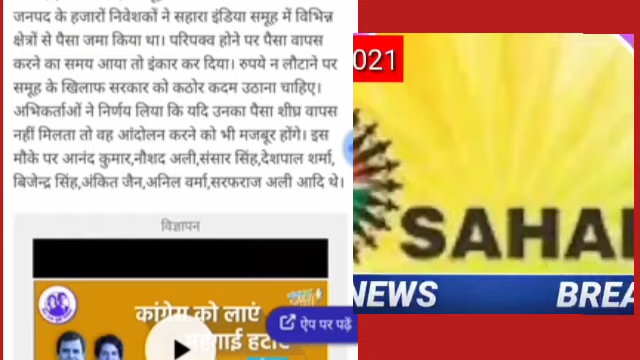 जनपद के हजारों निवेशकों ने सहारा इंडिया समूह में विभिन्न
क्षेत्रों से पैसा जमा किया था। परिपक्व होने पर पैसा वापस
करने का समय आया तो इंकार कर दिया। रुपये न लौटाने पर
समूह के खिलाफ सरकार को कठोर कदम उठाना चाहिए।
अभिकर्ताओं ने निर्णय लिया कि यदि उनका पैसा शीघ्र वापस
नहीं मिलता तो वह आंदोलन करने को भी मजबूर होंगे। इस
मौके पर आनंद कुमार,नौशद अली,संसार सिंह,देशपाल शर्मा,
बिजेन्द्र सिंह,अंकित जैन,अनिल वर्मा,सरफराज अली आदि थे।
विज्ञापन
कांग्रेस को लाएं
महंगाई हटाएं
ऐप पर पढ़ें
021
SAHA
NEWS
BREA